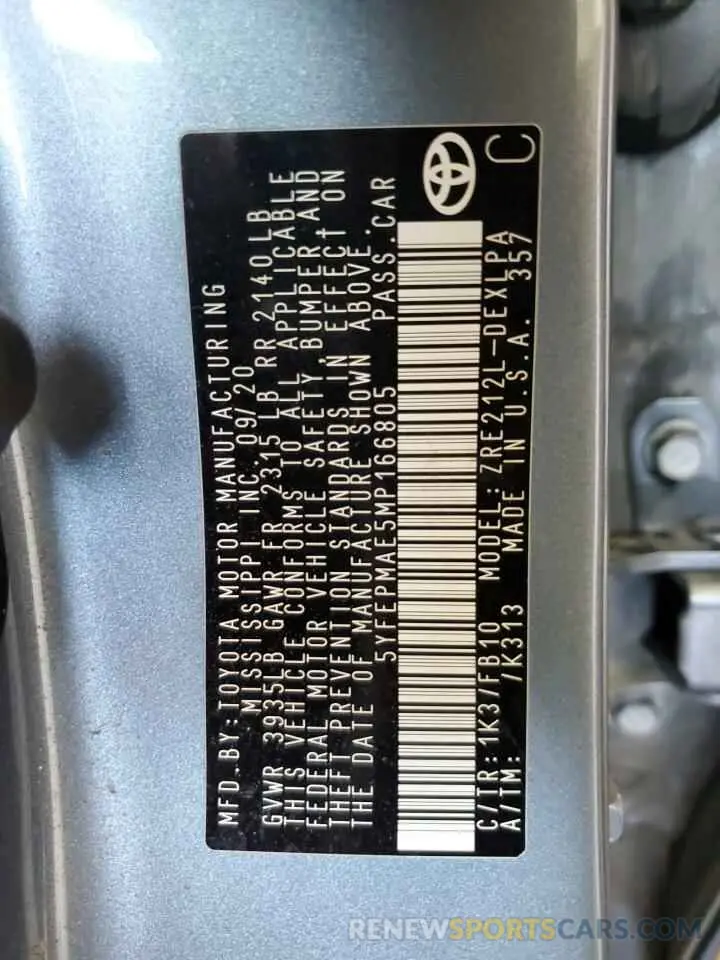 MFD. BY: TOYOTA MOTOR MANUFACTURING
MISSISSIPPI INC. 09/20
GVWR 3935LB GAWR FR 2315 LB RR 2140LB
THIS VEHICLE CONFORMS TO ALL APPLICABLE
FEDERAL MOTOR VEHICLE SAFETY, BUMPER, AND
THEFT PREVENTION STANDARDS IN EFFECT ON
THE DATE OF MANUFACTURE SHOWN ABOVE.
5YFEPMAE5MP166805 PASS. CAR
C/TR: 1K3/FB10 MODEL: ZRE212L-DEXLPA
A/TM: /K313 MADE IN U.S.A. 357
C
RENEWSPORTSCARS.COM